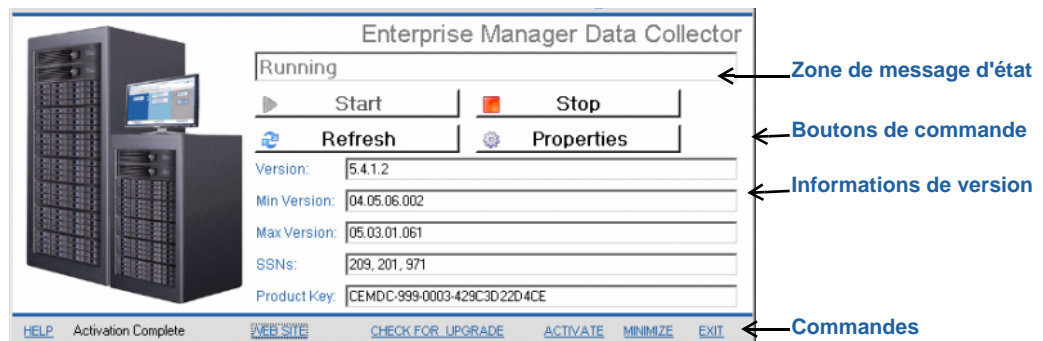 Enterprise Manager Data Collector
Running
Zone de message d'état
Start Stop
Refresh Properties
Boutons de commande
Version: 5.4.1.2
Informations de version
Min Version: 04.05.06.002
Max Version: 05.03.01.061
SSNs: 209, 201, 971
Product Key: CEMDC-999-0003-429C3D22D4CE
HELP Activation Complete WEB SITE CHECK FOR UPGRADE ACTIVATE MINIMIZE EXIT
Commandes